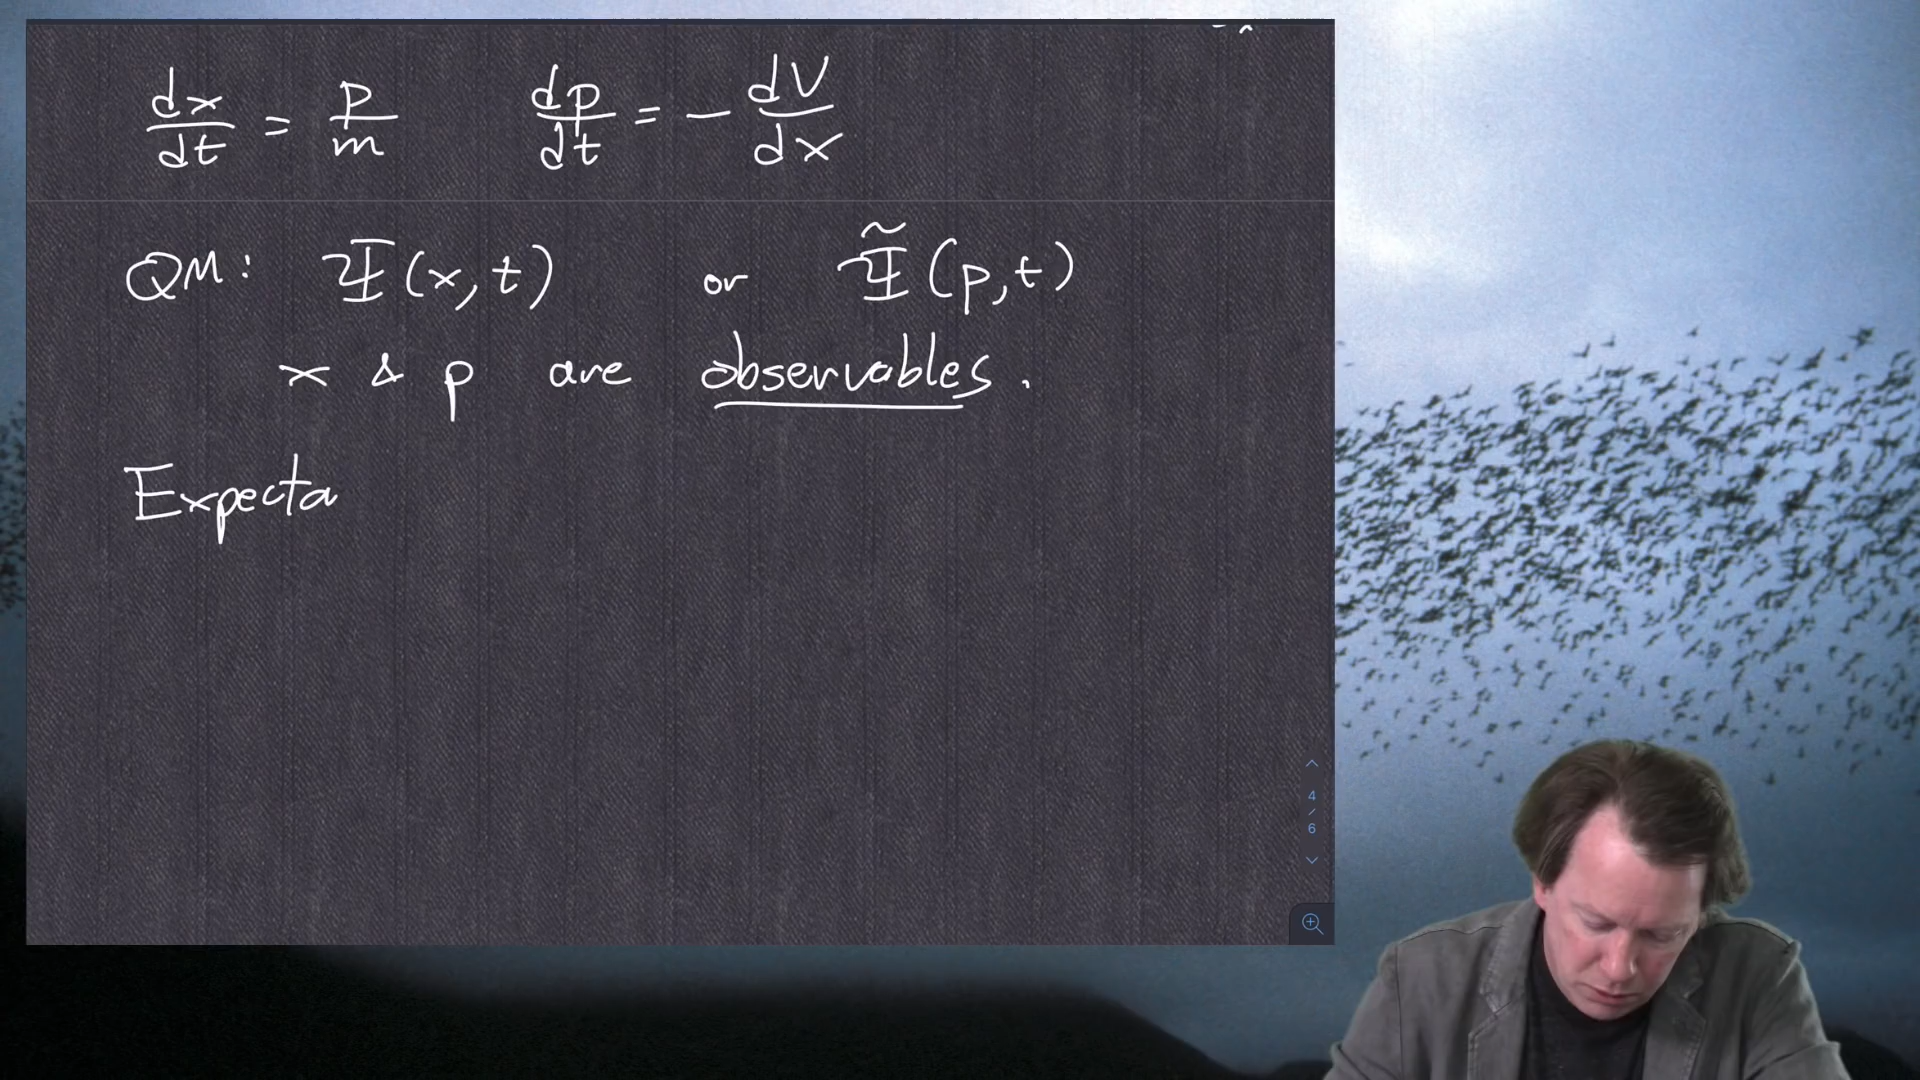 dx/dt = p/m dp/dt = - dV/dx
QM: Ψ(x,t) or Ψ̃(p,t)
x & p are observables.
Expecta
4
/
6